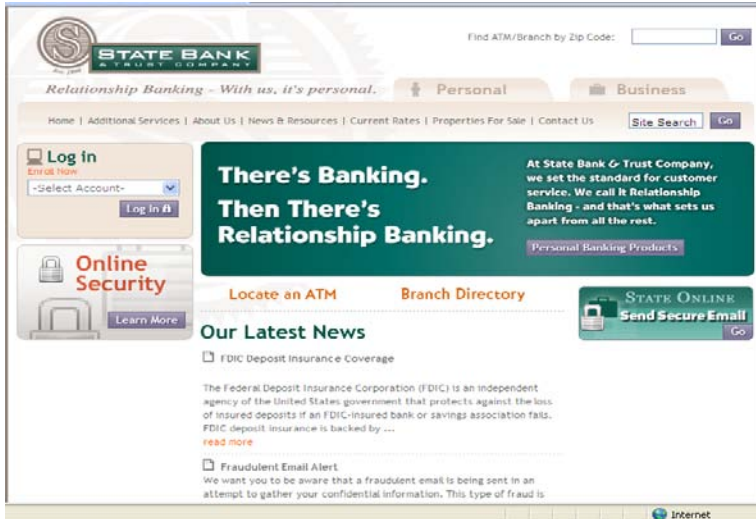 Find ATM/Branch by Zip Code: Go
S
STATE BANK
& TRUST COMPANY
Relationship Banking - With us, it's personal.
Personal
Business
Home | Additional Services | About Us | News & Resources | Current Rates | Properties For Sale | Contact Us
Site Search Go
Log in
Enroll Now
-Select Account-
Log in
There's Banking.
Then There's
Relationship Banking.
At State Bank & Trust Company,
we set the standard for customer
service. We call it Relationship
Banking - and that's what sets us
apart from all the rest.
Personal Banking Products
Online
Security
Learn More
Locate an ATM
Branch Directory
STATE ONLINE
Send Secure Email
Go
Our Latest News
FDIC Deposit Insurance Coverage
The Federal Deposit Insurance Corporation (FDIC) is an independent
agency of the United States government that protects against the loss
of insured deposits if an FDIC-insured bank or savings association fails.
FDIC deposit insurance is backed by ...
read more
Fraudulent Email Alert
We want you to be aware that a fraudulent email is being sent in an
attempt to gather your confidential information. This type of fraud is
Internet